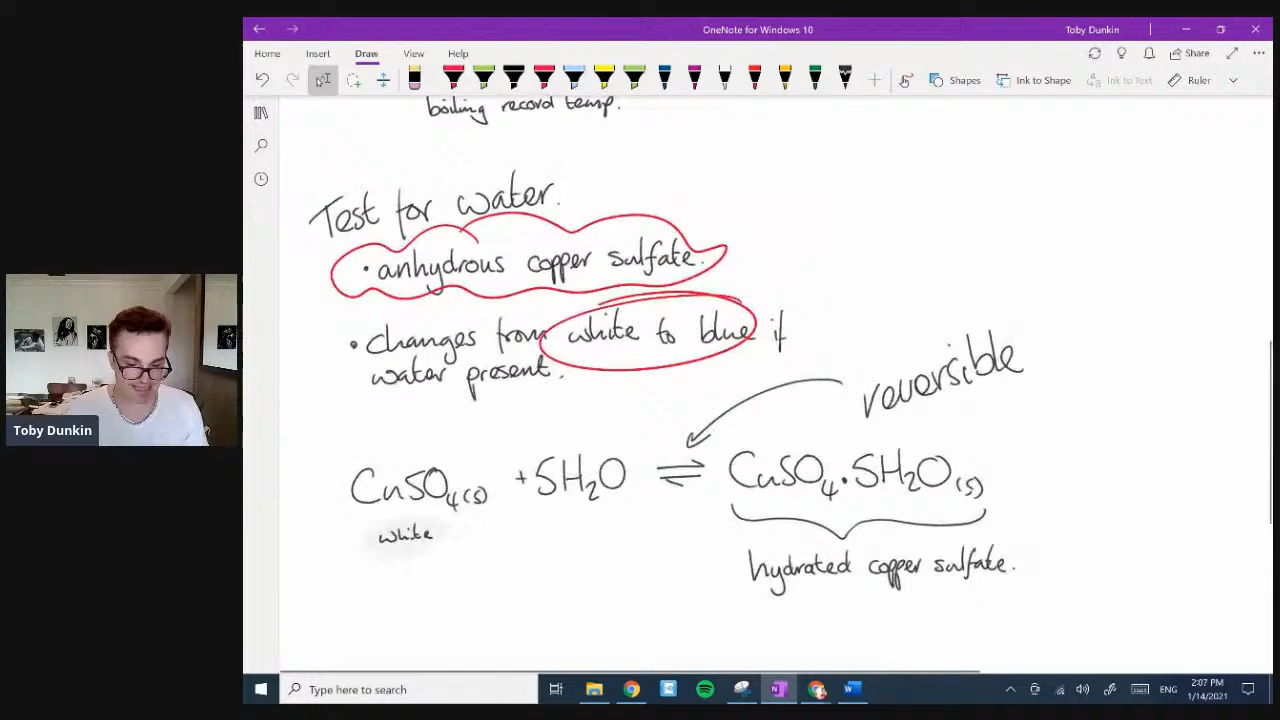 OneNote for Windows 10
Toby Dunkin
Home Insert Draw View Help
Share
Shapes
Ink to Shape
Ink to Text
Ruler
boiling record temp.
Test for water.
• anhydrous copper sulfate.
• changes from white to blue if
water present.
reversible
CuSO₄(s) + 5H₂O ⇌ CuSO₄•5H₂O(s)
white
hydrated copper sulfate.
Toby Dunkin
Type here to search
ENG
2:07 PM
1/14/2021